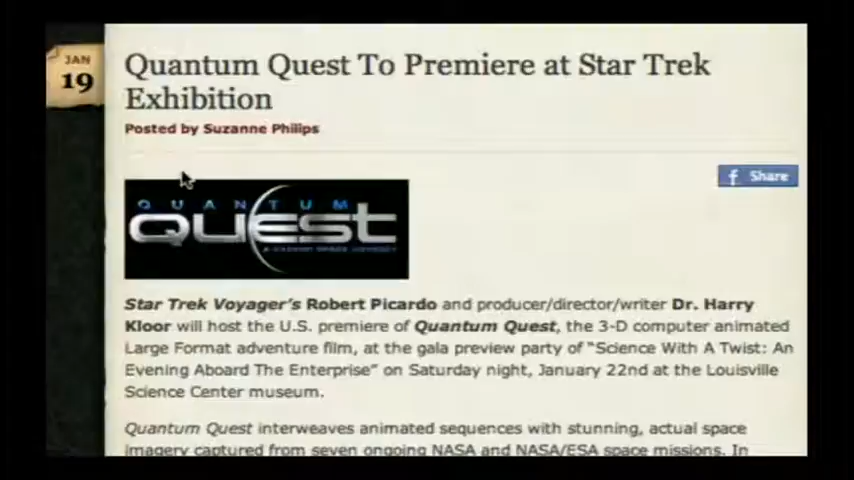 JAN
19
Quantum Quest To Premiere at Star Trek
Exhibition
Posted by Suzanne Philips
f Share
QUANTUM
QUEST
Star Trek Voyager's Robert Picardo and producer/director/writer Dr. Harry
Kloor will host the U.S. premiere of Quantum Quest, the 3-D computer animated
Large Format adventure film, at the gala preview party of “Science With A Twist: An
Evening Aboard The Enterprise” on Saturday night, January 22nd at the Louisville
Science Center museum.
Quantum Quest interweaves animated sequences with stunning, actual space
imagery captured from seven ongoing NASA and NASA/ESA space missions. In